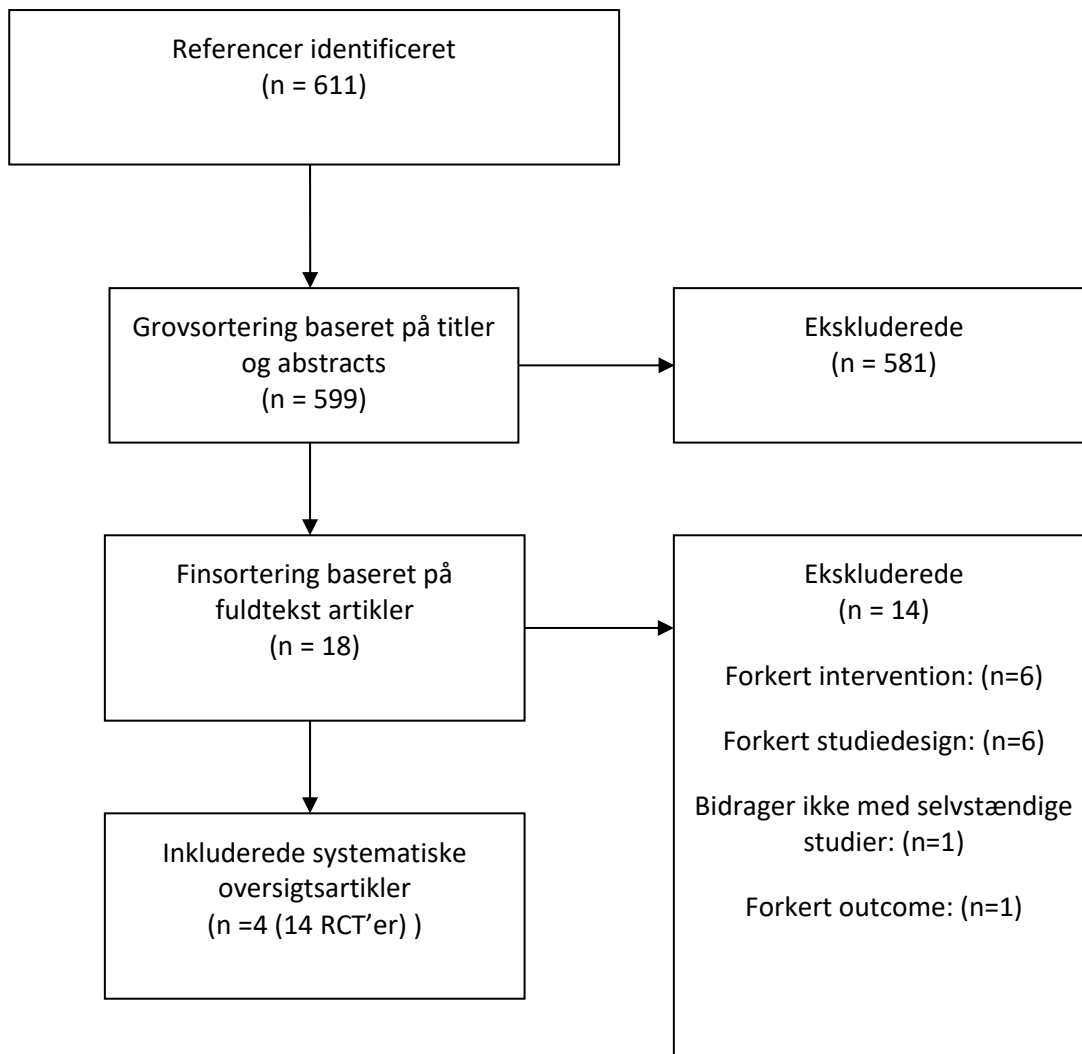 Referencer identificeret
(n = 611)
Grovsortering baseret på titler
og abstracts
(n = 599)
Ekskluderede
(n = 581)
Finsortering baseret på
fuldtekst artikler
(n = 18)
Ekskluderede
(n = 14)
Forkert intervention: (n=6)
Forkert studiedesign: (n=6)
Bidrager ikke med selvstændige
studier: (n=1)
Forkert outcome: (n=1)
Inkluderede systematiske
oversigtsartikler
(n =4 (14 RCT’er) )